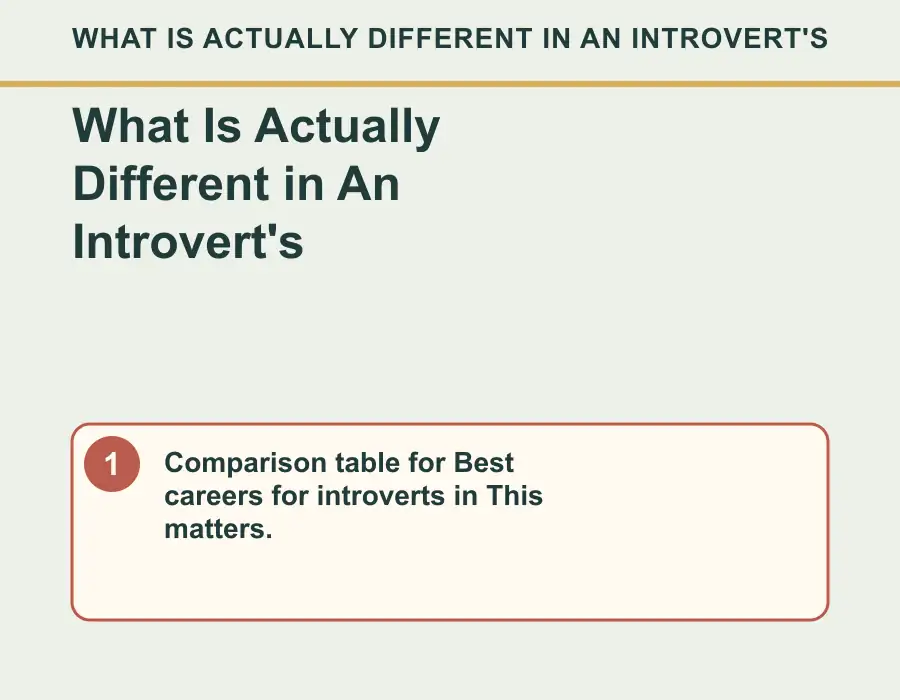 WHAT IS ACTUALLY DIFFERENT IN AN INTROVERT'S
What Is Actually
Different in An
Introvert's
1
Comparison table for Best
careers for introverts in This
matters.